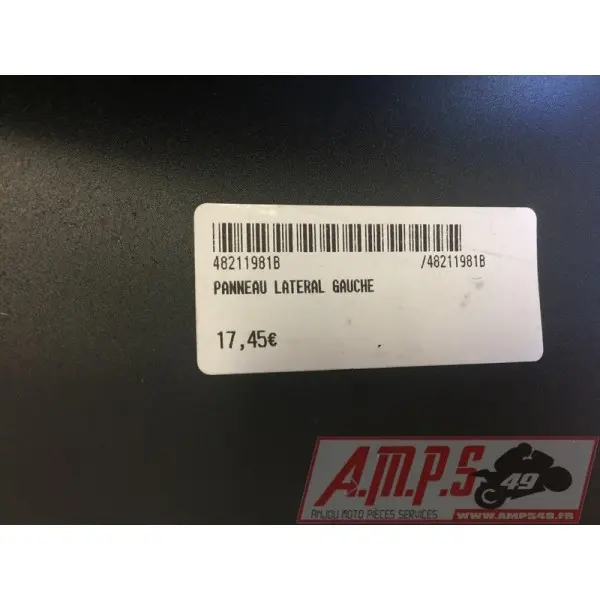 48211981B /48211981B
PANNEAU LATERAL GAUCHE
17,45€
A.M.P.S 49
ANJOU MOTO PIÈCES SERVICES
WWW.AMPS49.FR